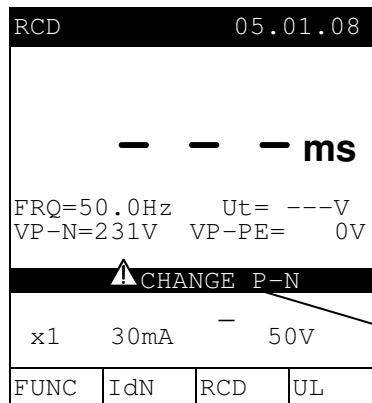 RCD 05.01.08
– – – ms
FRQ=50.0Hz Ut= ---V
VP-N=231V VP-PE= 0V
CHANGE P-N
x1 30mA – 50V
FUNC IdN RCD UL